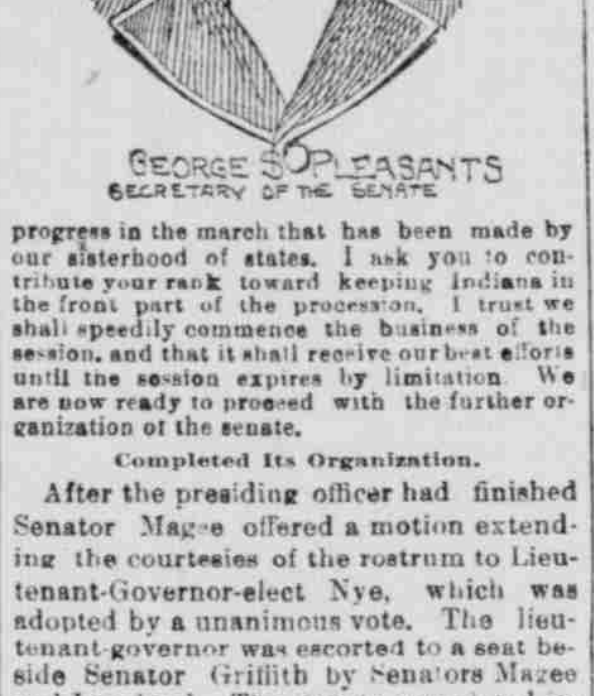 GEORGE S PLEASANTS
SECRETARY OF THE SENATE
progress in the march that has been made by
our sisterhood of states. I ask you to con-
tribute your rank toward keeping Indiana in
the front part of the procession. I trust we
shall speedily commence the business of the
session, and that it shall receive our best efforts
until the session expires by limitation. We
are now ready to proceed with the further or-
ganization of the senate.
Completed Its Organization.
After the presiding officer had finished
Senator Magee offered a motion extend-
ing the courtesies of the rostrum to Lieu-
tenant-Governor-elect Nye, which was
adopted by a unanimous vote. The lieu-
tenant-governor was escorted to a seat be-
side Senator Griffith by Senators Magee